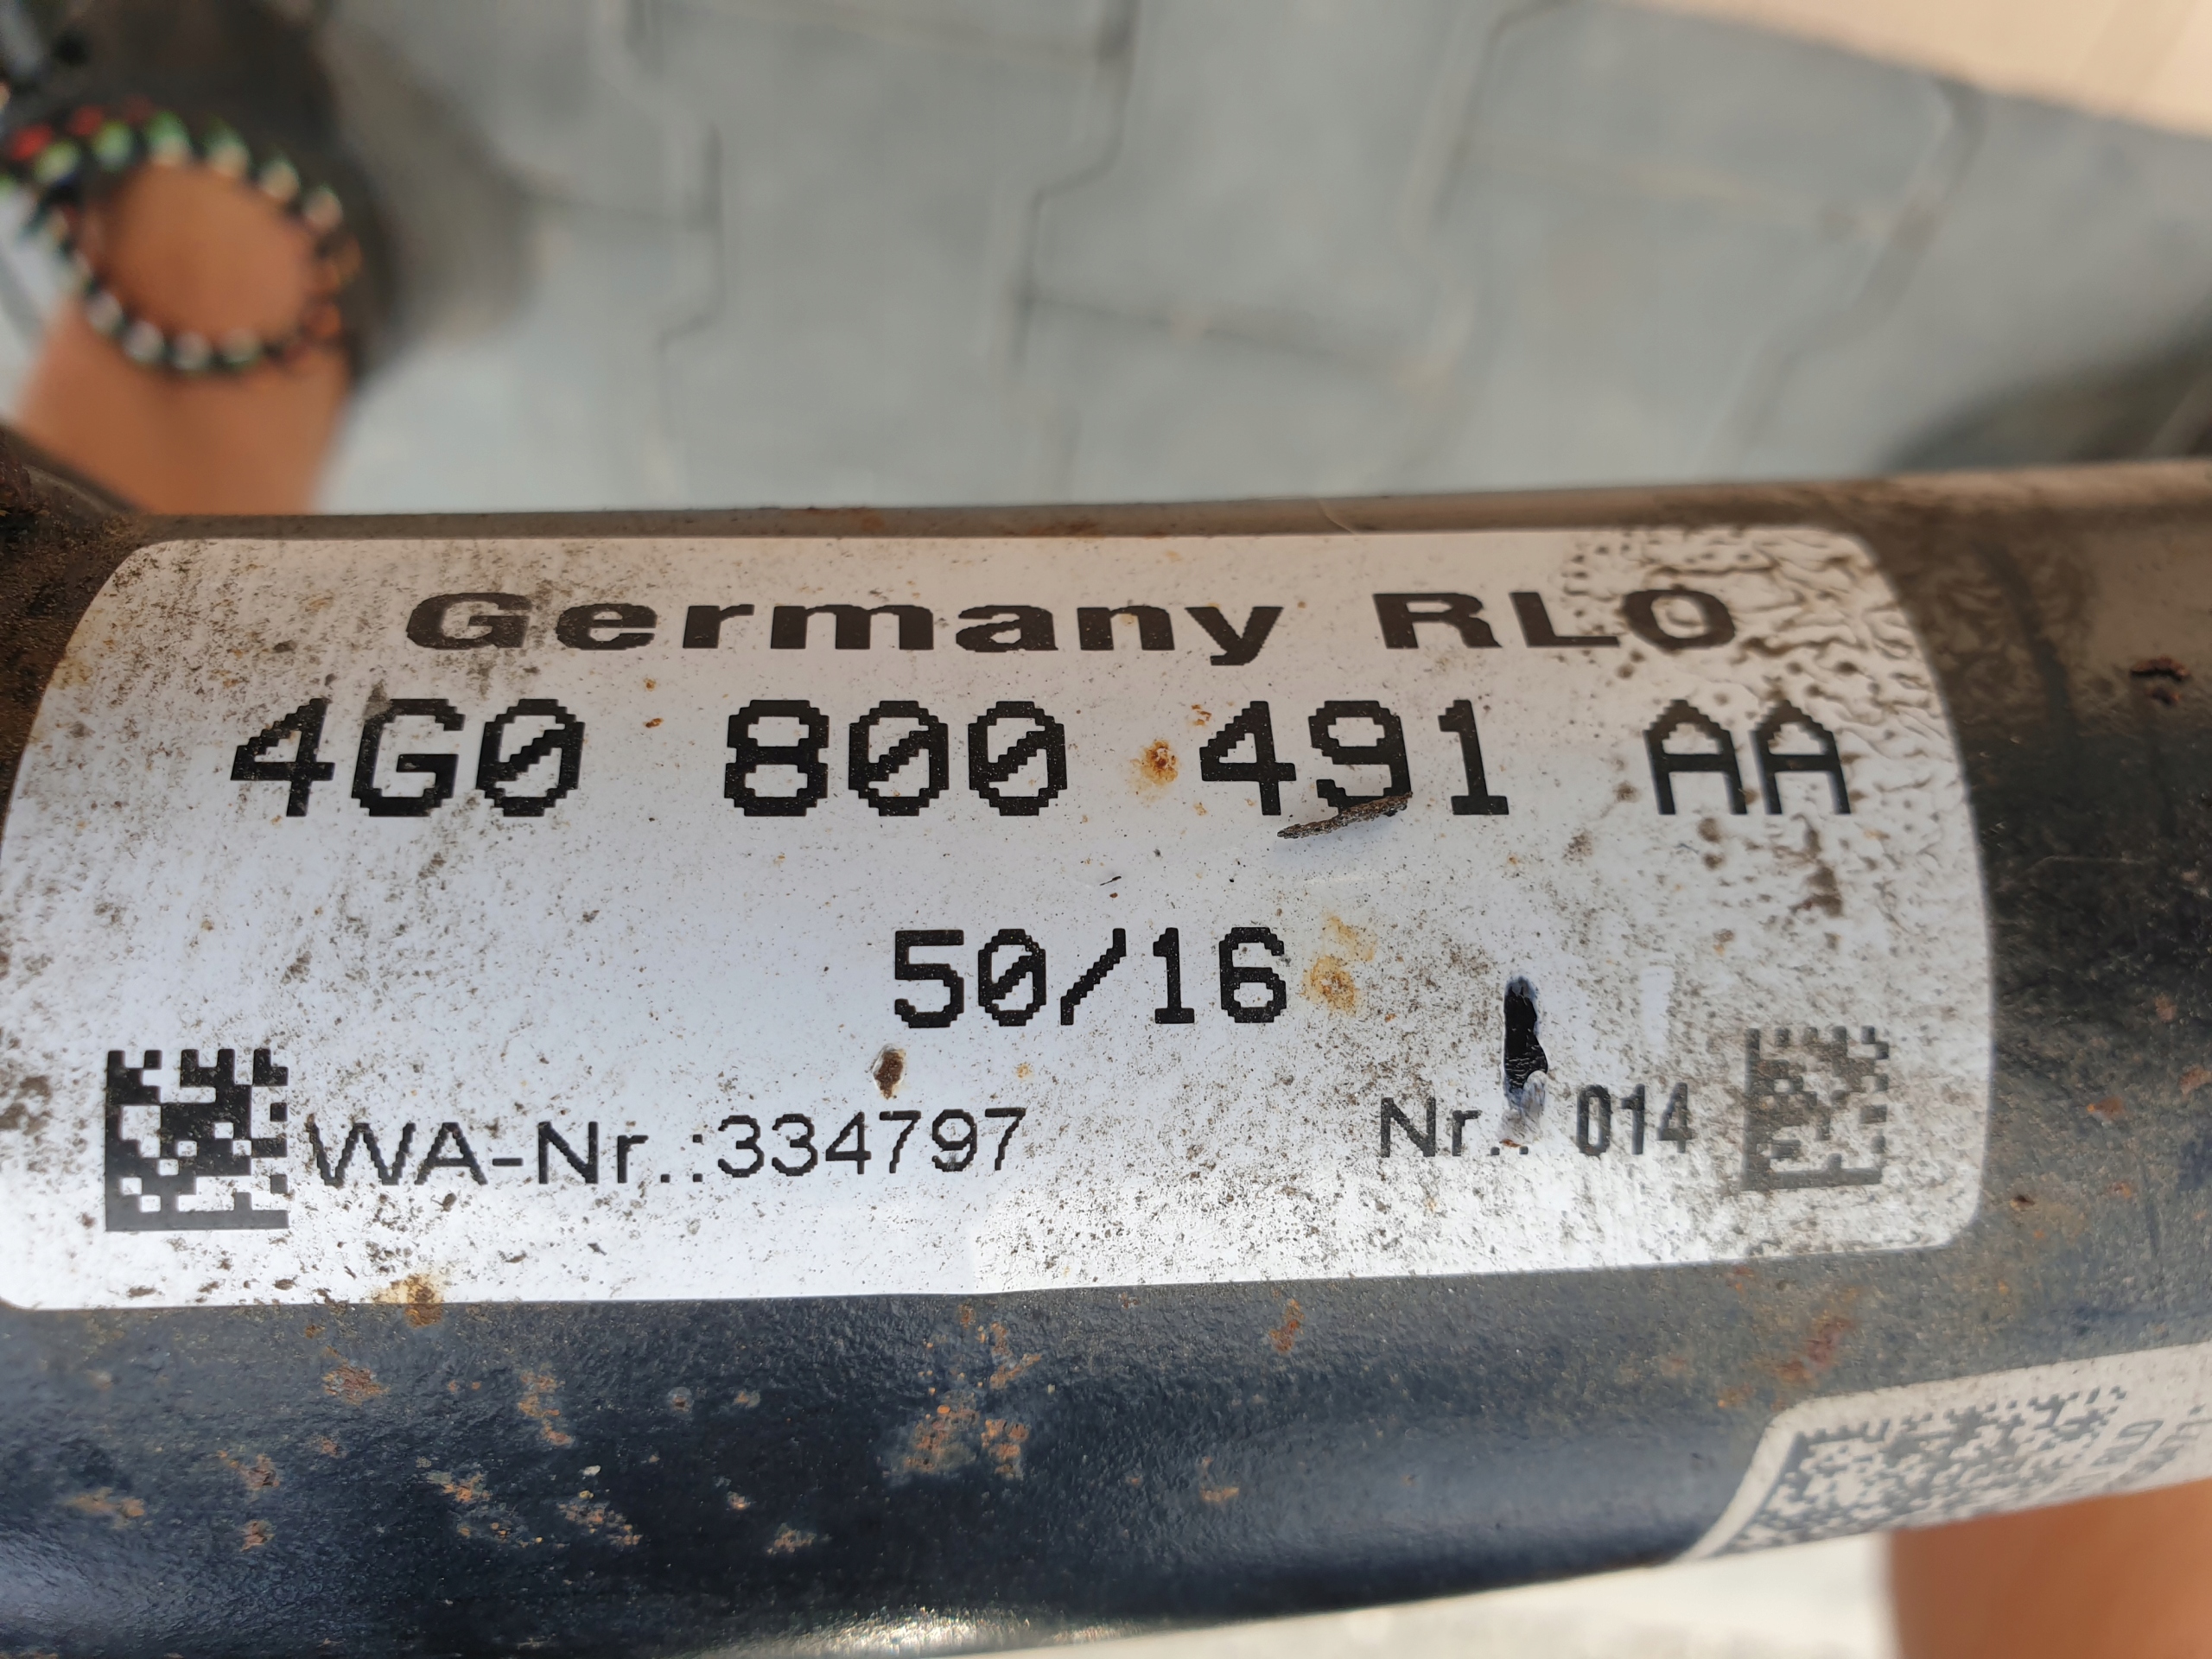 Germany RLO
4G0 800 491 AA
50/16
WA-Nr.:334797
Nr.: 014